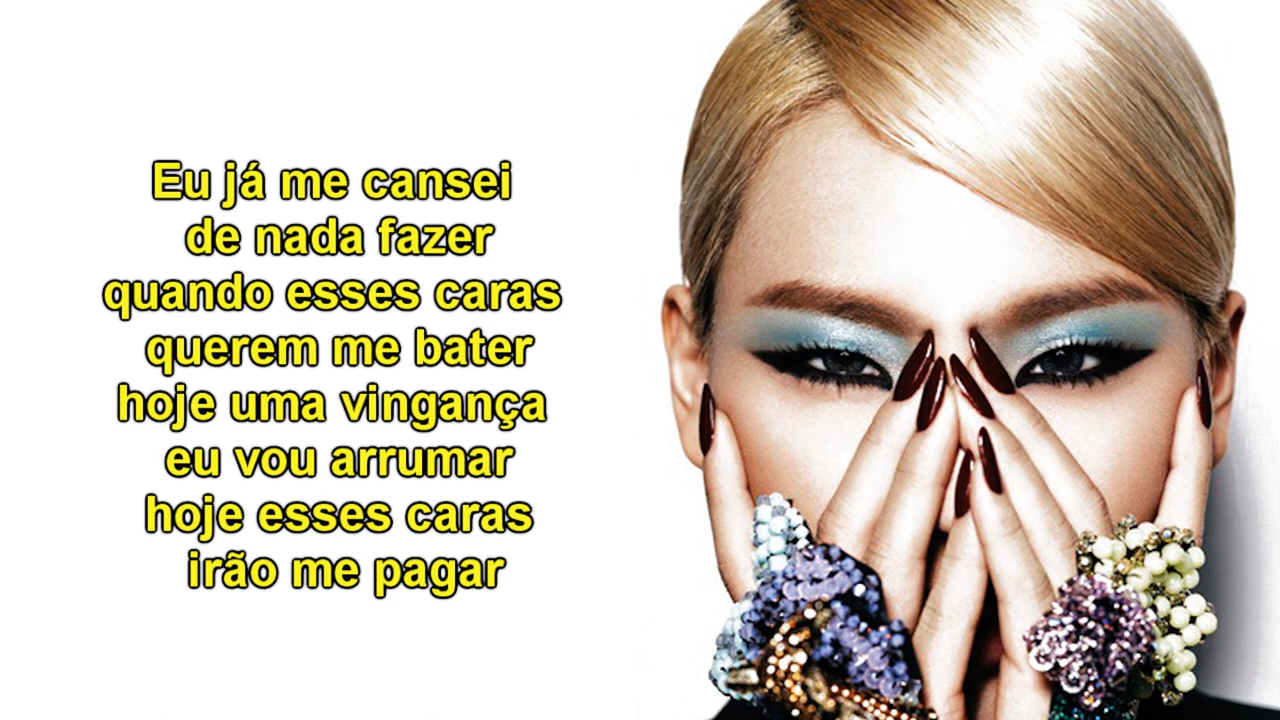 Eu já me cansei
de nada fazer
quando esses caras
querem me bater
hoje uma vingança
eu vou arrumar
hoje esses caras
irão me pagar